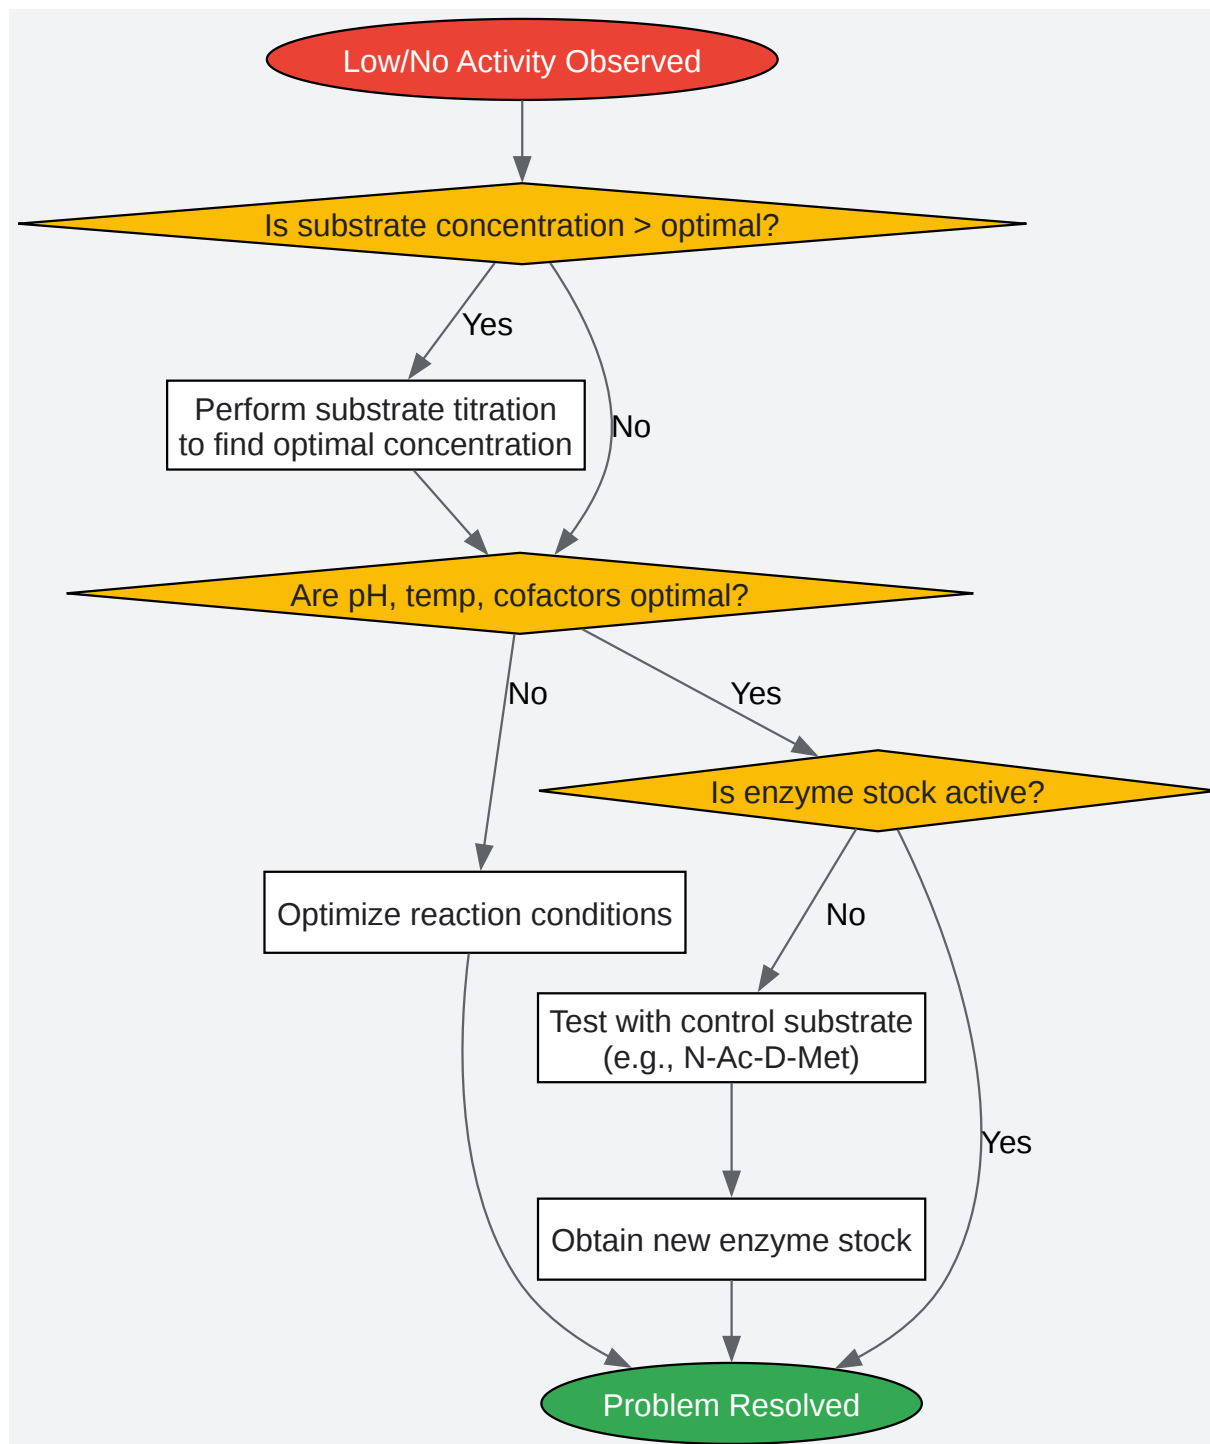 Low/No Activity Observed
Is substrate concentration > optimal?
Yes
Perform substrate titration
to find optimal concentration
No
Are pH, temp, cofactors optimal?
No
Yes
Is enzyme stock active?
Optimize reaction conditions
No
Test with control substrate
(e.g., N-Ac-D-Met)
Yes
Obtain new enzyme stock
Problem Resolved